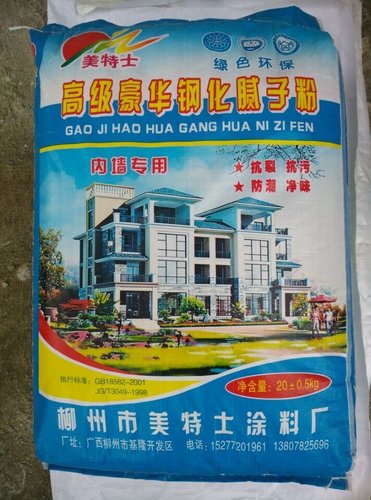 美特士
绿色环保
高级豪华钢化腻子粉
GAO JI HAO HUA GANG HUA NI ZI FEN
内墙专用
★ 抗裂 抗污
★ 防潮 净味
执行标准：GB18582-2001
JG/T3049-1998
净含量：20±0.5kg
柳州市美特士涂料厂
厂址：广西柳州市基隆开发区 电话：15277201961 13807825696